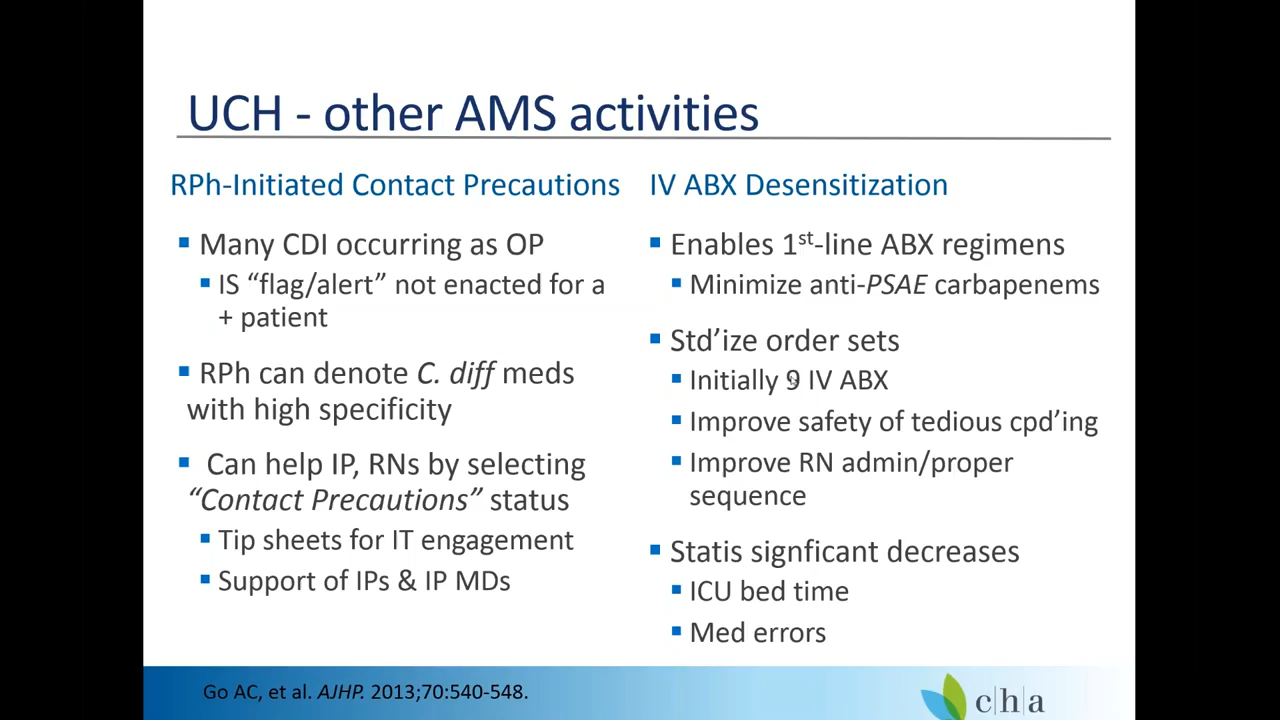 UCH - other AMS activities
RPh-Initiated Contact Precautions
Many CDI occurring as OP
IS “flag/alert” not enacted for a
+ patient
RPh can denote C. diff meds
with high specificity
Can help IP, RNs by selecting
“Contact Precautions” status
Tip sheets for IT engagement
Support of IPs & IP MDs
IV ABX Desensitization
Enables 1st-line ABX regimens
Minimize anti-PSAE carbapenems
Std’ize order sets
Initially 9 IV ABX
Improve safety of tedious cpd’ing
Improve RN admin/proper
sequence
Statis signficant decreases
ICU bed time
Med errors
Go AC, et al. AJHP. 2013;70:540-548.
c|h|a